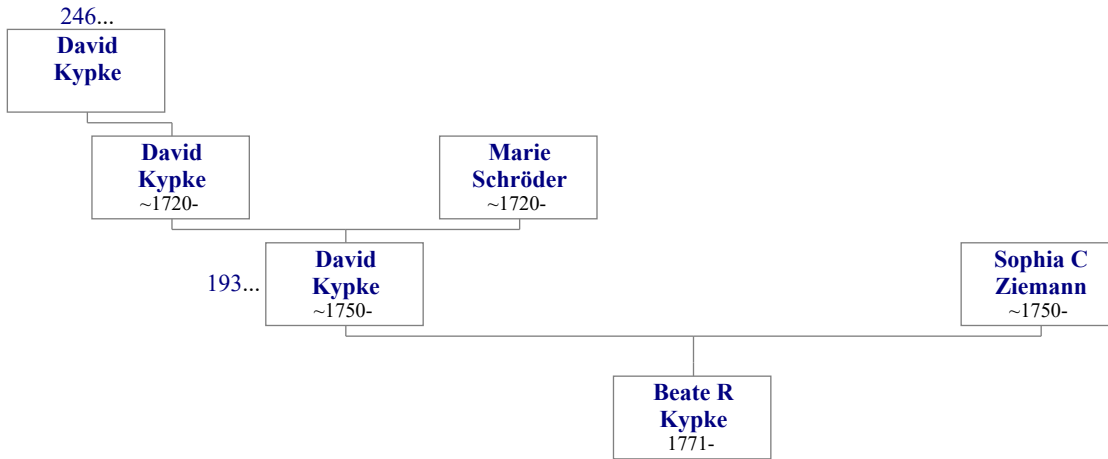 246...
David
Kypke
David
Kypke
~1720-
Marie
Schröder
~1720-
193...
David
Kypke
~1750-
Sophia C
Ziemann
~1750-
Beate R
Kypke
1771-